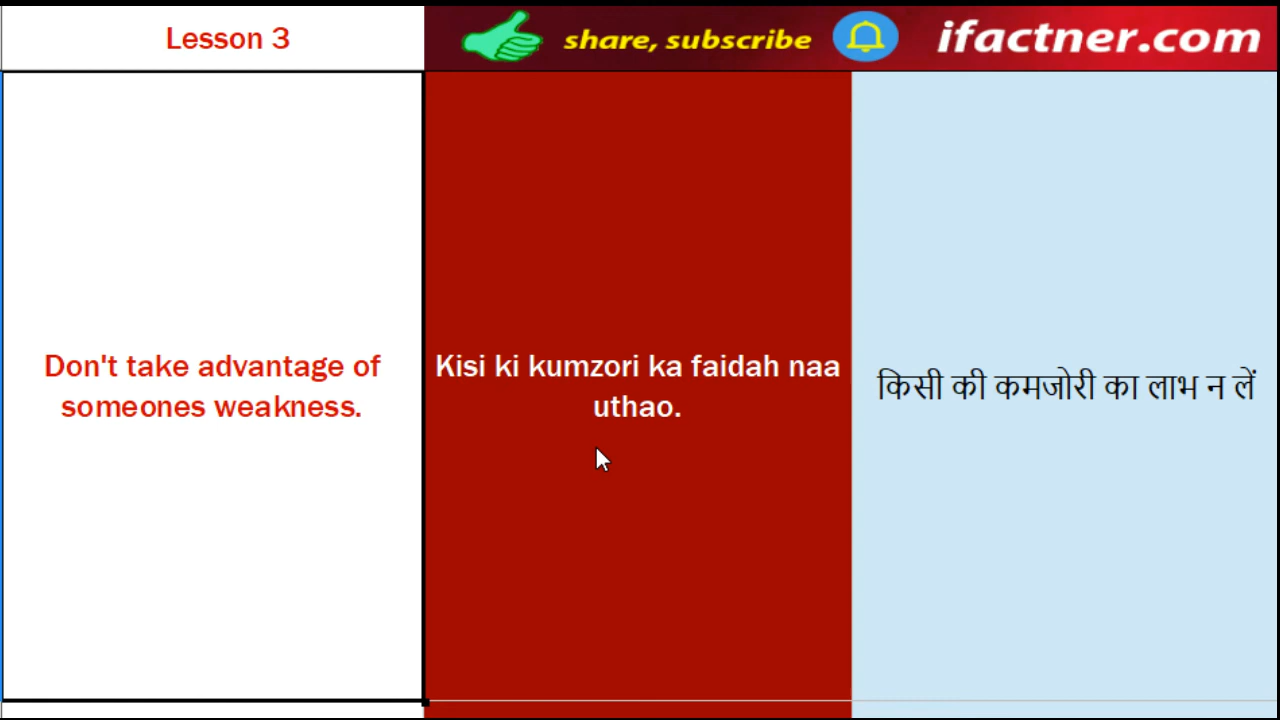 Lesson 3
share, subscribe
ifactner.com
Don't take advantage of
someones weakness.
Kisi ki kumzori ka faidah naa
uthao.
किसी की कमजोरी का लाभ न लें